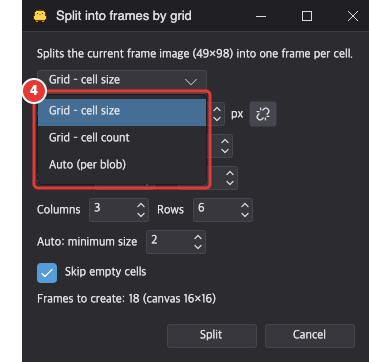 Split into frames by grid
Splits the current frame image (49×98) into one frame per cell.
Grid - cell size
4
Grid - cell size
px
Grid - cell count
Auto (per blob)
Columns 3 Rows 6
Auto: minimum size 2
Skip empty cells
Frames to create: 18 (canvas 16×16)
Split Cancel